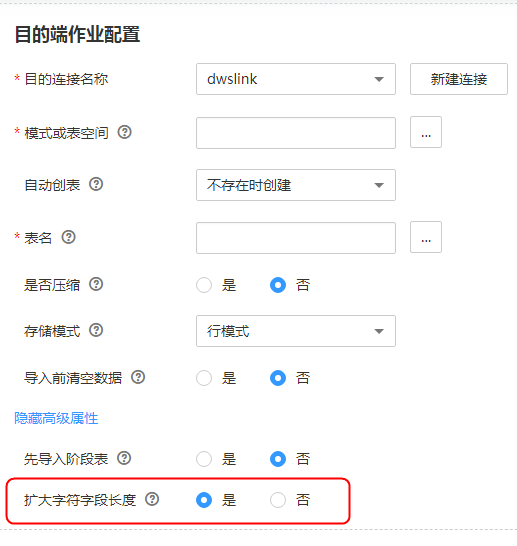 目的端作业配置
* 目的连接名称 dwslink 新建连接
* 模式或表空间 ...
自动创表 不存在时创建
* 表名 ...
是否压缩 是 否
存储模式 行模式
导入前清空数据 是 否
隐藏高级属性
先导入阶段表 是 否
扩大字符字段长度 是 否